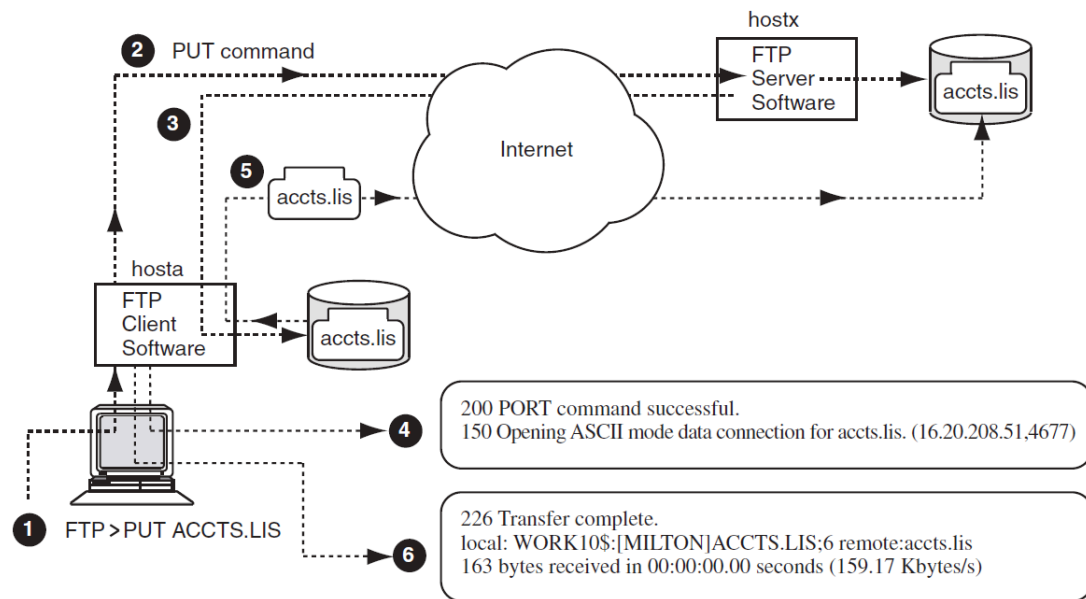 hostx
2 PUT command
FTP
Server
Software
accts.lis
3
Internet
5
accts.lis
hosta
FTP
Client
Software
accts.lis
200 PORT command successful.
150 Opening ASCII mode data connection for accts.lis. (16.20.208.51,4677)
4
1 FTP>PUT ACCTS.LIS
226 Transfer complete.
local: WORK10$:[MILTON]ACCTS.LIS;6 remote:accts.lis
163 bytes received in 00:00:00.00 seconds (159.17 Kbytes/s)
6